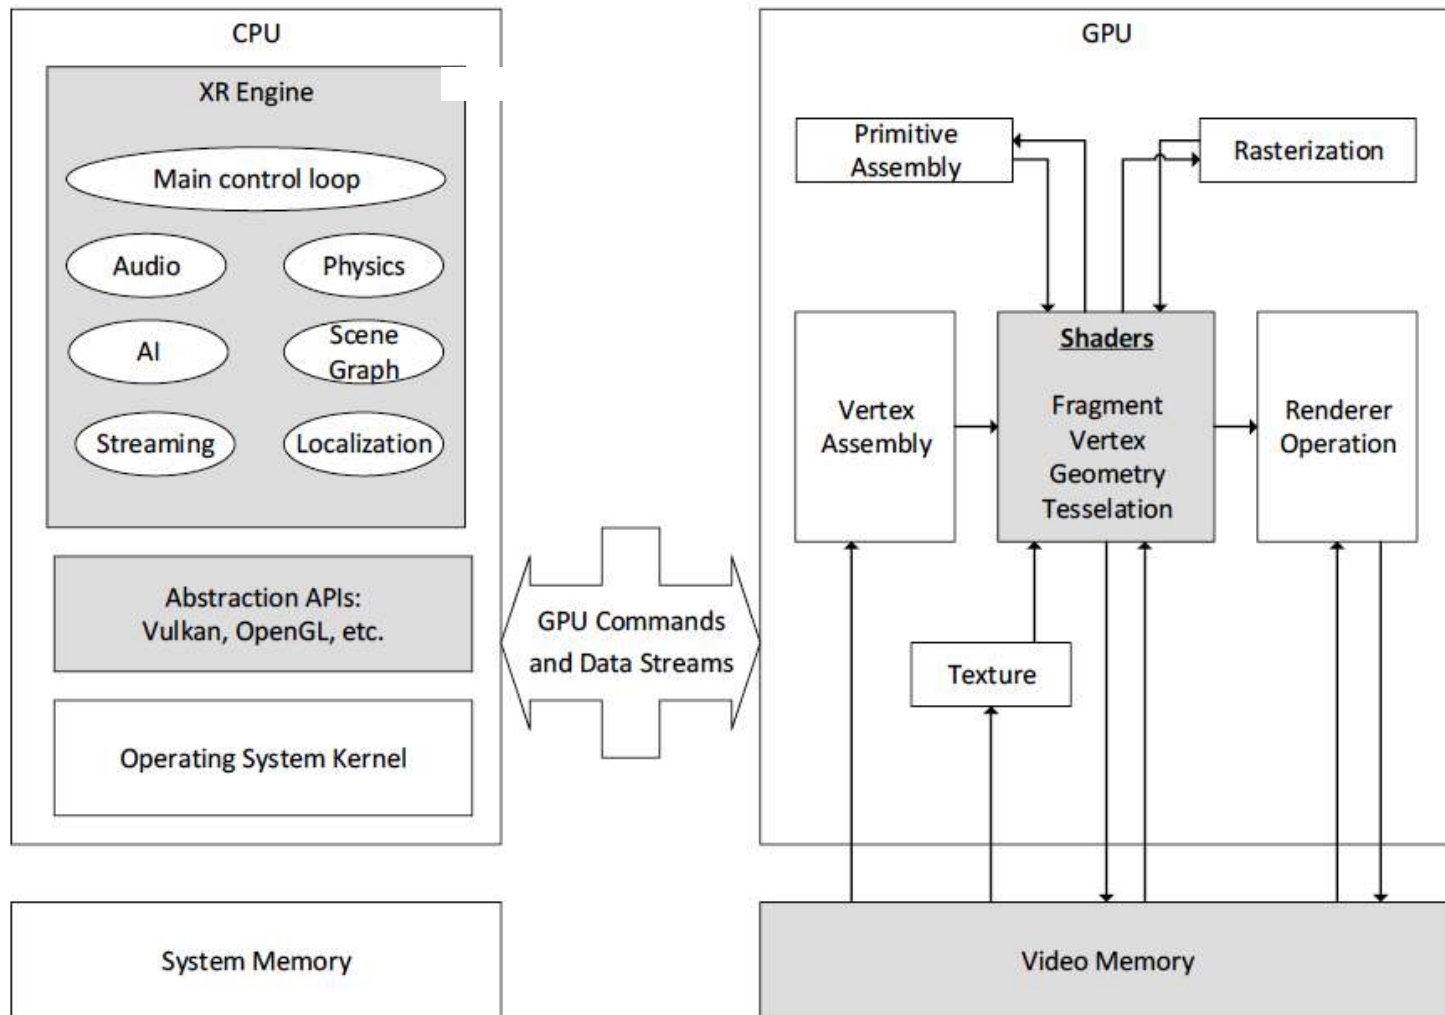 CPU
XR Engine
Main control loop
Audio
Physics
AI
Scene
Graph
Streaming
Localization
Abstraction APIs:
Vulkan, OpenGL, etc.
Operating System Kernel
System Memory
GPU Commands
and Data Streams
GPU
Primitive
Assembly
Rasterization
Vertex
Assembly
Shaders
Fragment
Vertex
Geometry
Tesselation
Renderer
Operation
Texture
Video Memory